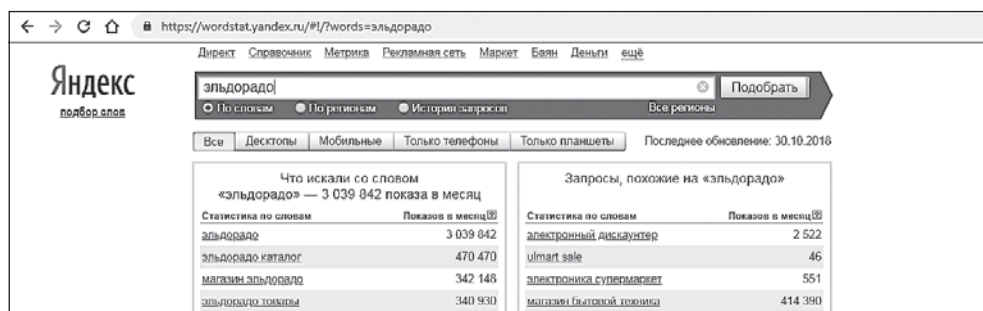 https://wordstat.yandex.ru/#!/?words=эльдорадо
Директ Справочник Метрика Рекламная сеть Маркет Баян Деньги ещё
Яндекс
подбор слов
эльдорадо
Подобрать
По словам По регионам История запросов Все регионы
Все Десктопы Мобильные Только телефоны Только планшеты Последнее обновление: 30.10.2018
Что искали со словом
«эльдорадо» — 3 039 842 показа в месяц
Статистика по словам Показов в месяц
эльдорадо 3 039 842
эльдорадо каталог 470 470
магазин эльдорадо 342 148
эльдорадо товары 340 930
Запросы, похожие на «эльдорадо»
Статистика по словам Показов в месяц
электронный дискаунтер 2 522
ulmart sale 46
электроника супермаркет 551
магазин бытовой техника 414 390